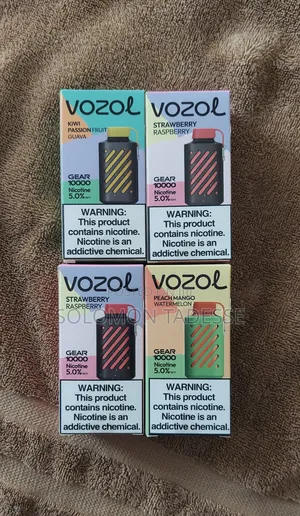 VOZOL
KIWI
PASSION FRUIT
GUAVA
GEAR
10000
Nicotine
5.0%
WARNING:
This product
contains nicotine.
Nicotine is an
addictive chemical.
VOZOL
STRAWBERRY
RASPBERRY
GEAR
10000
Nicotine
5.0%
WARNING:
This product
contains nicotine.
Nicotine is an
addictive chemical.
VOZOL
STRAWBERRY
RASPBERRY
GEAR
10000
Nicotine
5.0%
WARNING:
This product
contains nicotine.
Nicotine is an
addictive chemical.
VOZOL
PEACH MANGO
WATERMELON
GEAR
10000
Nicotine
5.0%
WARNING:
This product
contains nicotine.
Nicotine is an
addictive chemical.
SOLOMON TADESSE